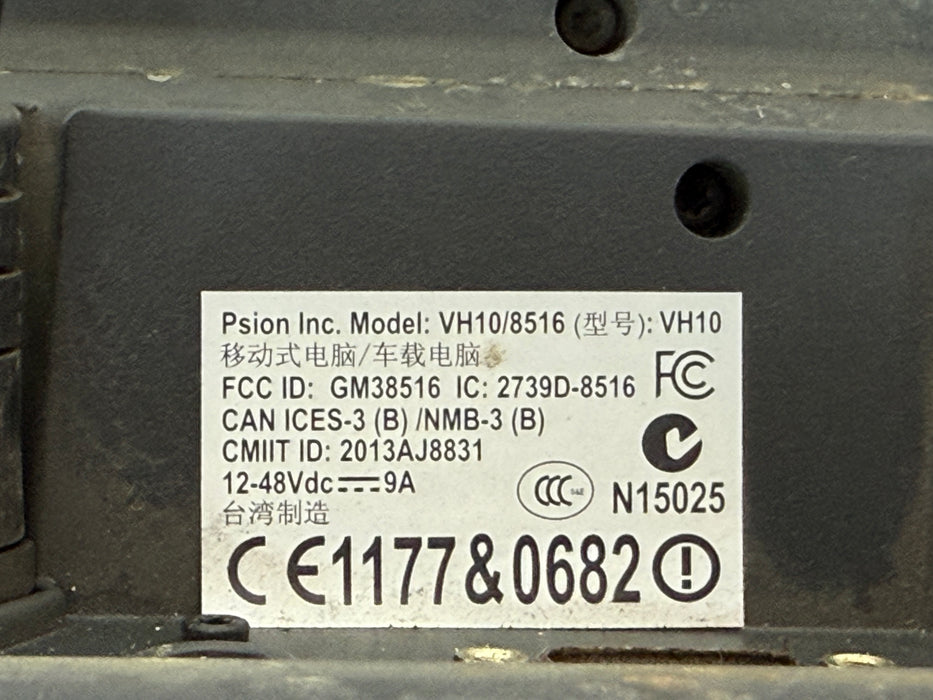 Psion Inc. Model: VH10/8516 (型号): VH10
移动式电脑/车载电脑
FCC ID: GM38516 IC: 2739D-8516
FC
CAN ICES-3 (B) /NMB-3 (B)
CMIIT ID: 2013AJ8831
12-48Vdc⎓9A
CCC S&E N15025
台湾制造
CE1177&0682